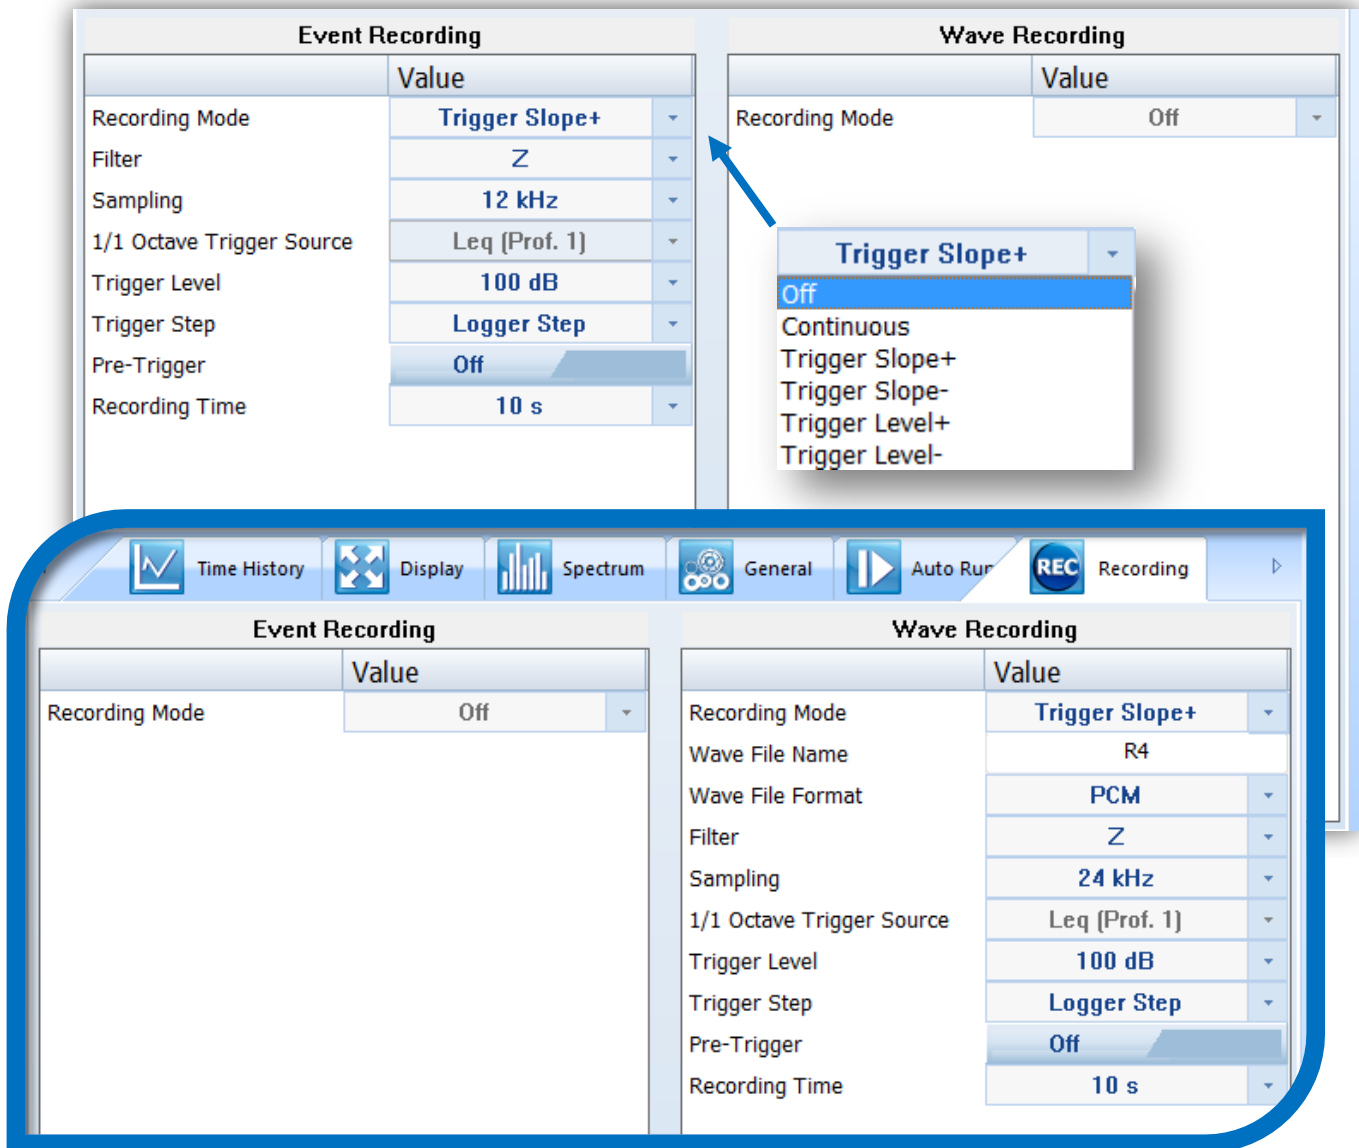 Event Recording
Value
Recording Mode Trigger Slope+
Filter Z
Sampling 12 kHz
1/1 Octave Trigger Source Leq (Prof. 1)
Trigger Level 100 dB
Trigger Step Logger Step
Pre-Trigger Off
Recording Time 10 s
Wave Recording
Value
Recording Mode Off
Trigger Slope+
Off
Continuous
Trigger Slope+
Trigger Slope-
Trigger Level+
Trigger Level-
Time History Display Spectrum General Auto Run REC Recording
Event Recording
Value
Recording Mode Off
Wave Recording
Value
Recording Mode Trigger Slope+
Wave File Name R4
Wave File Format PCM
Filter Z
Sampling 24 kHz
1/1 Octave Trigger Source Leq (Prof. 1)
Trigger Level 100 dB
Trigger Step Logger Step
Pre-Trigger Off
Recording Time 10 s